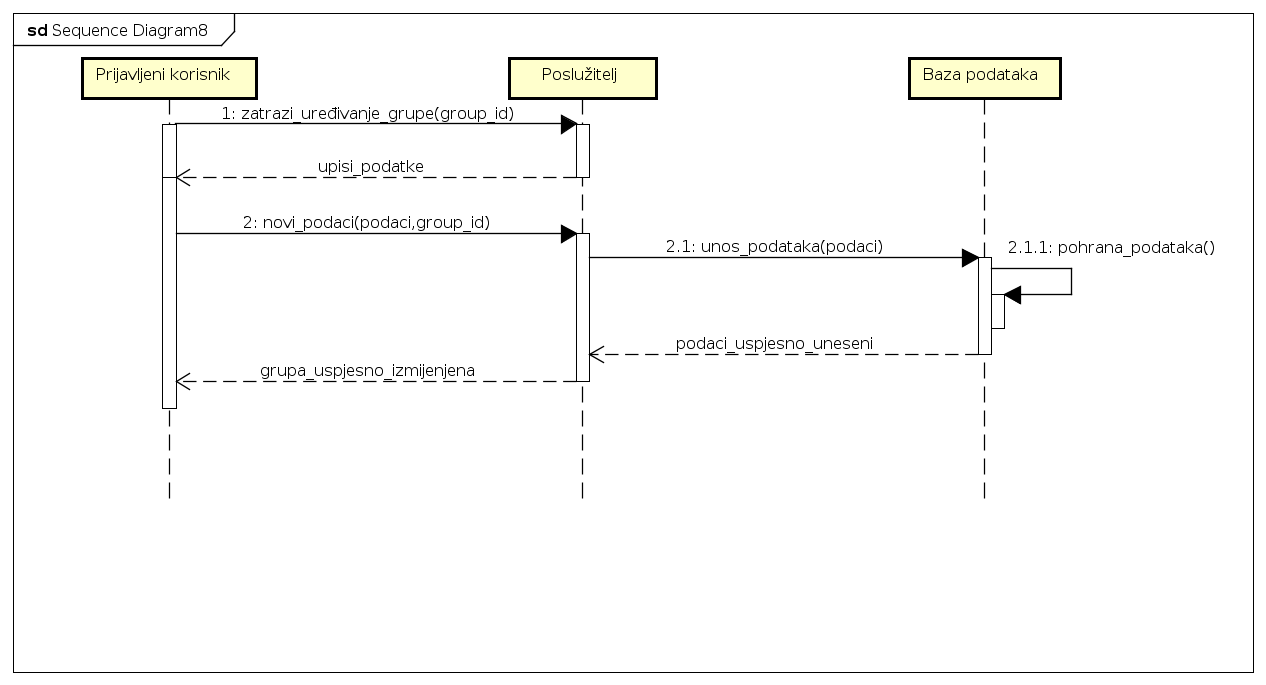 sd Sequence Diagram8
Prijavljeni korisnik
Poslužitelj
Baza podataka
1: zatrazi_uređivanje_grupe(group_id)
upisi_podatke
2: novi_podaci(podaci,group_id)
2.1: unos_podataka(podaci)
2.1.1: pohrana_podataka()
podaci_uspjesno_uneseni
grupa_uspjesno_izmijenjena